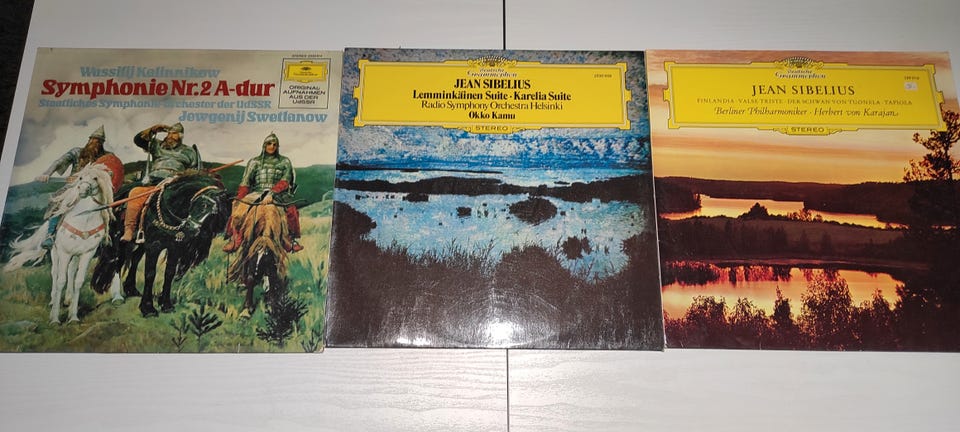 Wassilij Kalinnikow
Symphonie Nr.2 A-dur
Staatliches Symphonie-Orchester der UdSSR
Jewgenij Swetlanow
STEREO
ORIGINAL
AUFNAHMEN
AUS DER
UdSSR
Deutsche
Grammophon
JEAN SIBELIUS
Lemminkäinen Suite · Karelia Suite
Radio Symphony Orchestra Helsinki
Okko Kamu
STEREO
Deutsche
Grammophon
JEAN SIBELIUS
FINLANDIA · VALSE TRISTE · DER SCHWAN VON TUONELA · TAPIOLA
Berliner Philharmoniker · Herbert von Karajan
STEREO